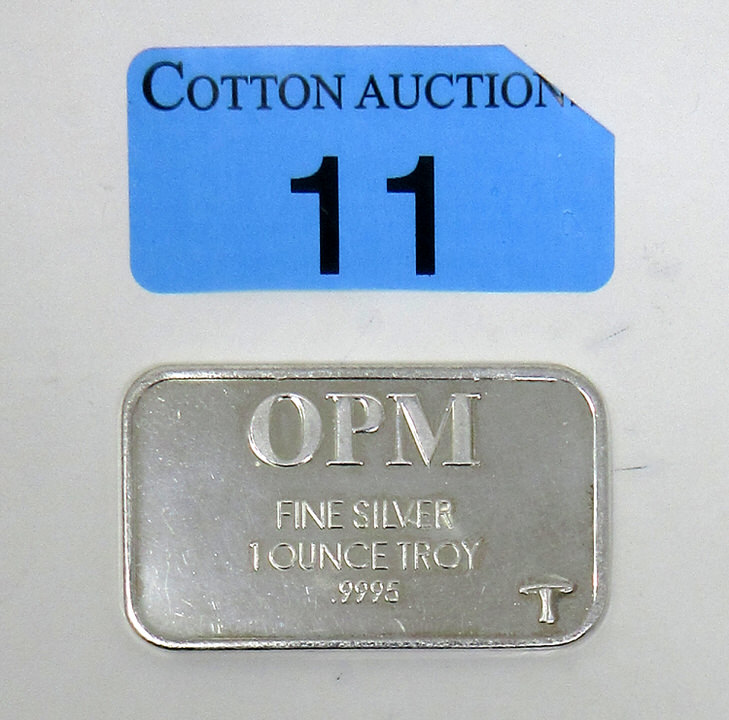 COTTON AUCTION
11
OPM
FINE SILVER
1 OUNCE TROY
.9995